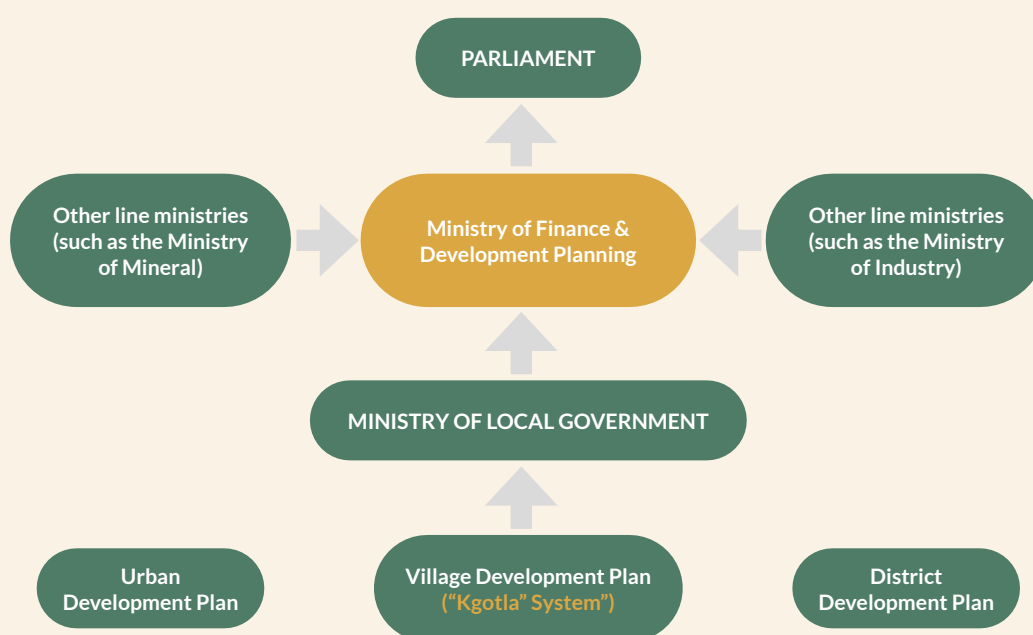 PARLIAMENT
Other line ministries
(such as the Ministry
of Mineral)
Ministry of Finance &
Development Planning
Other line ministries
(such as the Ministry
of Industry)
MINISTRY OF LOCAL GOVERNMENT
Urban
Development Plan
Village Development Plan
(“Kgotla” System”)
District
Development Plan